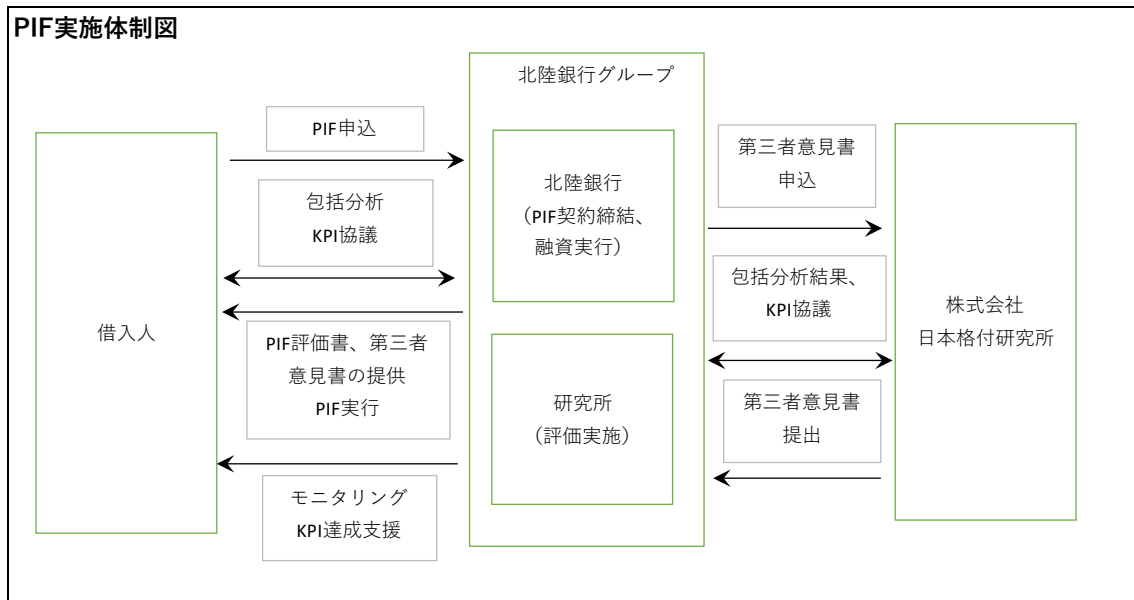 PIF実施体制図
北陸銀行グループ
PIF申込
包括分析
KPI協議
PIF評価書、第三者
意見書の提供
PIF実行
モニタリング
KPI達成支援
借入人
北陸銀行
（PIF契約締結、
融資実行）
研究所
（評価実施）
第三者意見書
申込
包括分析結果、
KPI協議
第三者意見書
提出
株式会社
日本格付研究所